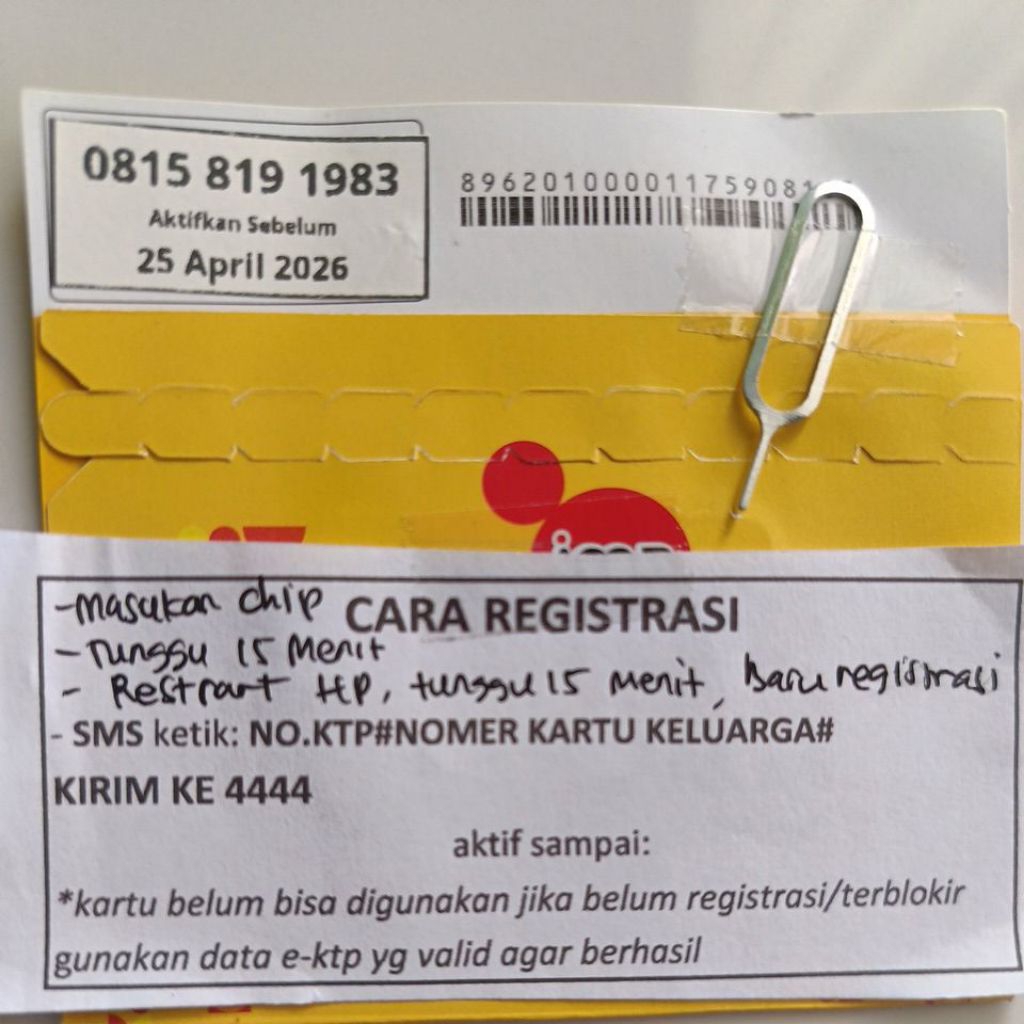 0815 819 1983
Aktifkan Sebelum
25 April 2026
896201000011759081
im
-masukan chip
CARA REGISTRASI
- Tunggu 15 Menit
- Restrart HP, tunggu 15 menit, baru registrasi
- SMS ketik: NO.KTP#NOMER KARTU KELUARGA#
KIRIM KE 4444
aktif sampai:
*kartu belum bisa digunakan jika belum registrasi/terblokir
gunakan data e-ktp yg valid agar berhasil